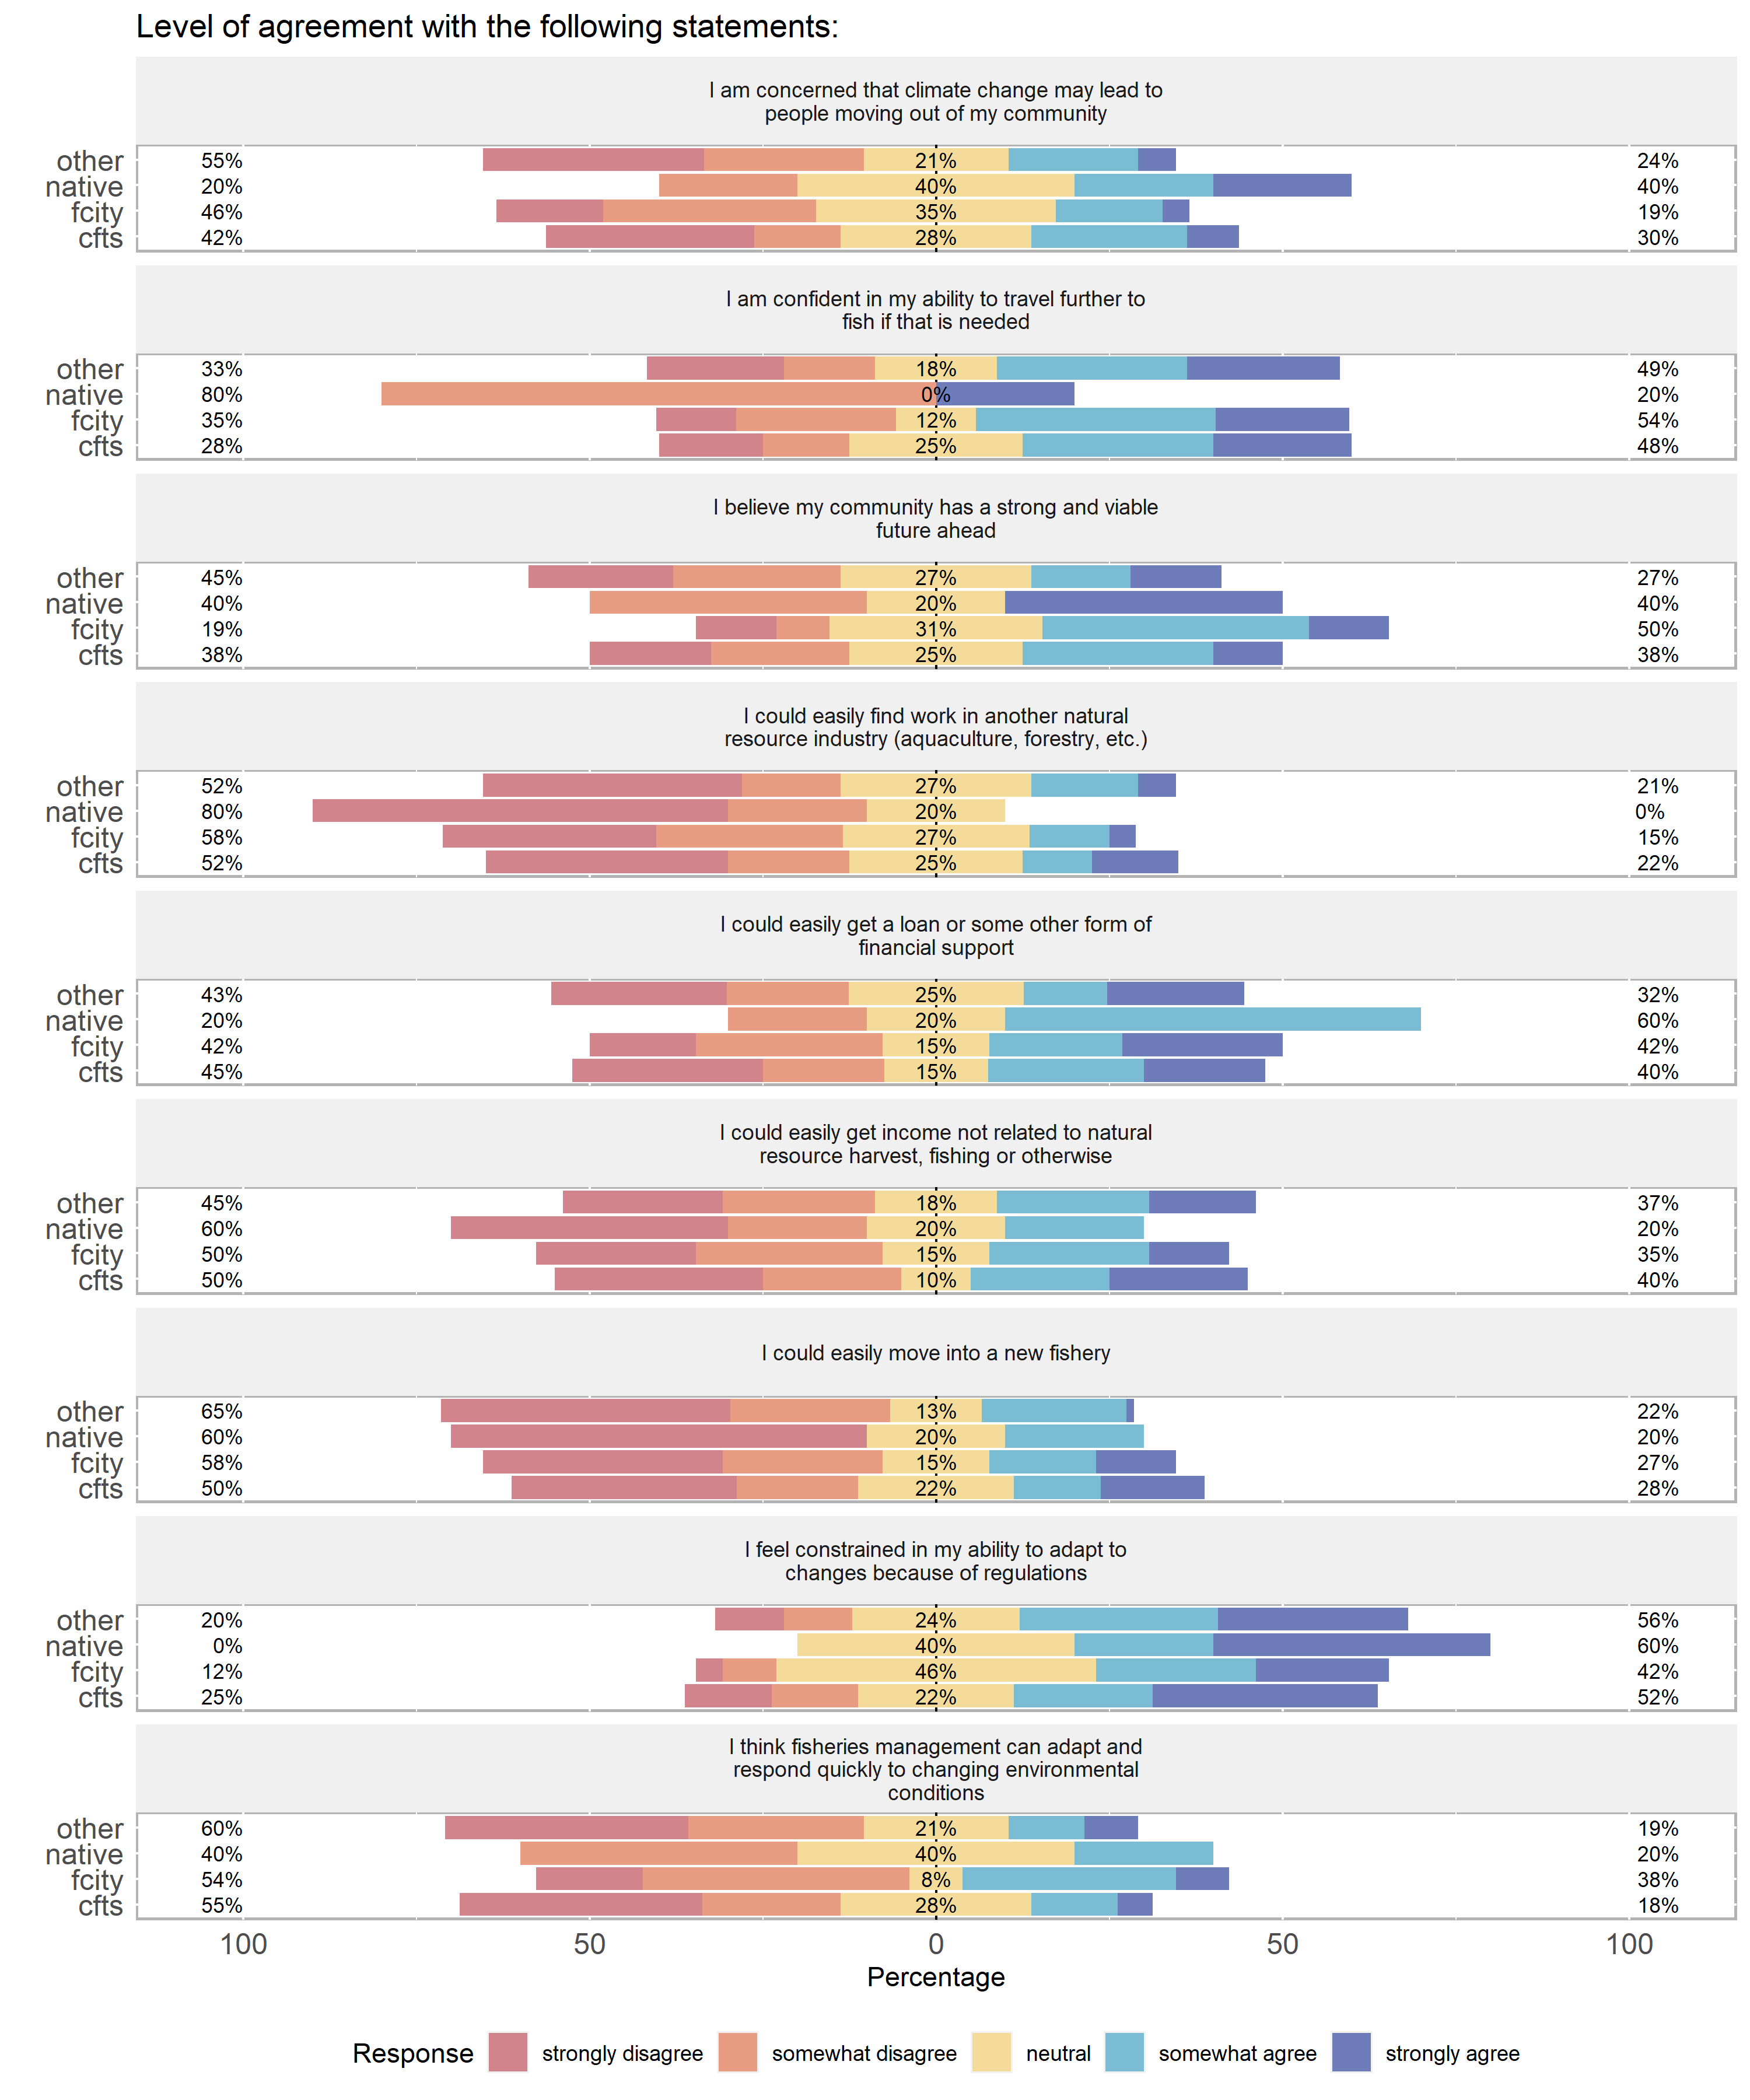 Level of agreement with the following statements:
I am concerned that climate change may lead to
people moving out of my community
other 55% 21% 24%
native 20% 40% 40%
fcity 46% 35% 19%
cfts 42% 28% 30%
I am confident in my ability to travel further to
fish if that is needed
other 33% 18% 49%
native 80% 0% 20%
fcity 35% 12% 54%
cfts 28% 25% 48%
I believe my community has a strong and viable
future ahead
other 45% 27% 27%
native 40% 20% 40%
fcity 19% 31% 50%
cfts 38% 25% 38%
I could easily find work in another natural
resource industry (aquaculture, forestry, etc.)
other 52% 27% 21%
native 80% 20% 0%
fcity 58% 27% 15%
cfts 52% 25% 22%
I could easily get a loan or some other form of
financial support
other 43% 25% 32%
native 20% 20% 60%
fcity 42% 15% 42%
cfts 45% 15% 40%
I could easily get income not related to natural
resource harvest, fishing or otherwise
other 45% 18% 37%
native 60% 20% 20%
fcity 50% 15% 35%
cfts 50% 10% 40%
I could easily move into a new fishery
other 65% 13% 22%
native 60% 20% 20%
fcity 58% 15% 27%
cfts 50% 22% 28%
I feel constrained in my ability to adapt to
changes because of regulations
other 20% 24% 56%
native 0% 40% 60%
fcity 12% 46% 42%
cfts 25% 22% 52%
I think fisheries management can adapt and
respond quickly to changing environmental
conditions
other 60% 21% 19%
native 40% 40% 20%
fcity 54% 8% 38%
cfts 55% 28% 18%
100 50 0 50 100
Percentage
Response strongly disagree somewhat disagree neutral somewhat agree strongly agree